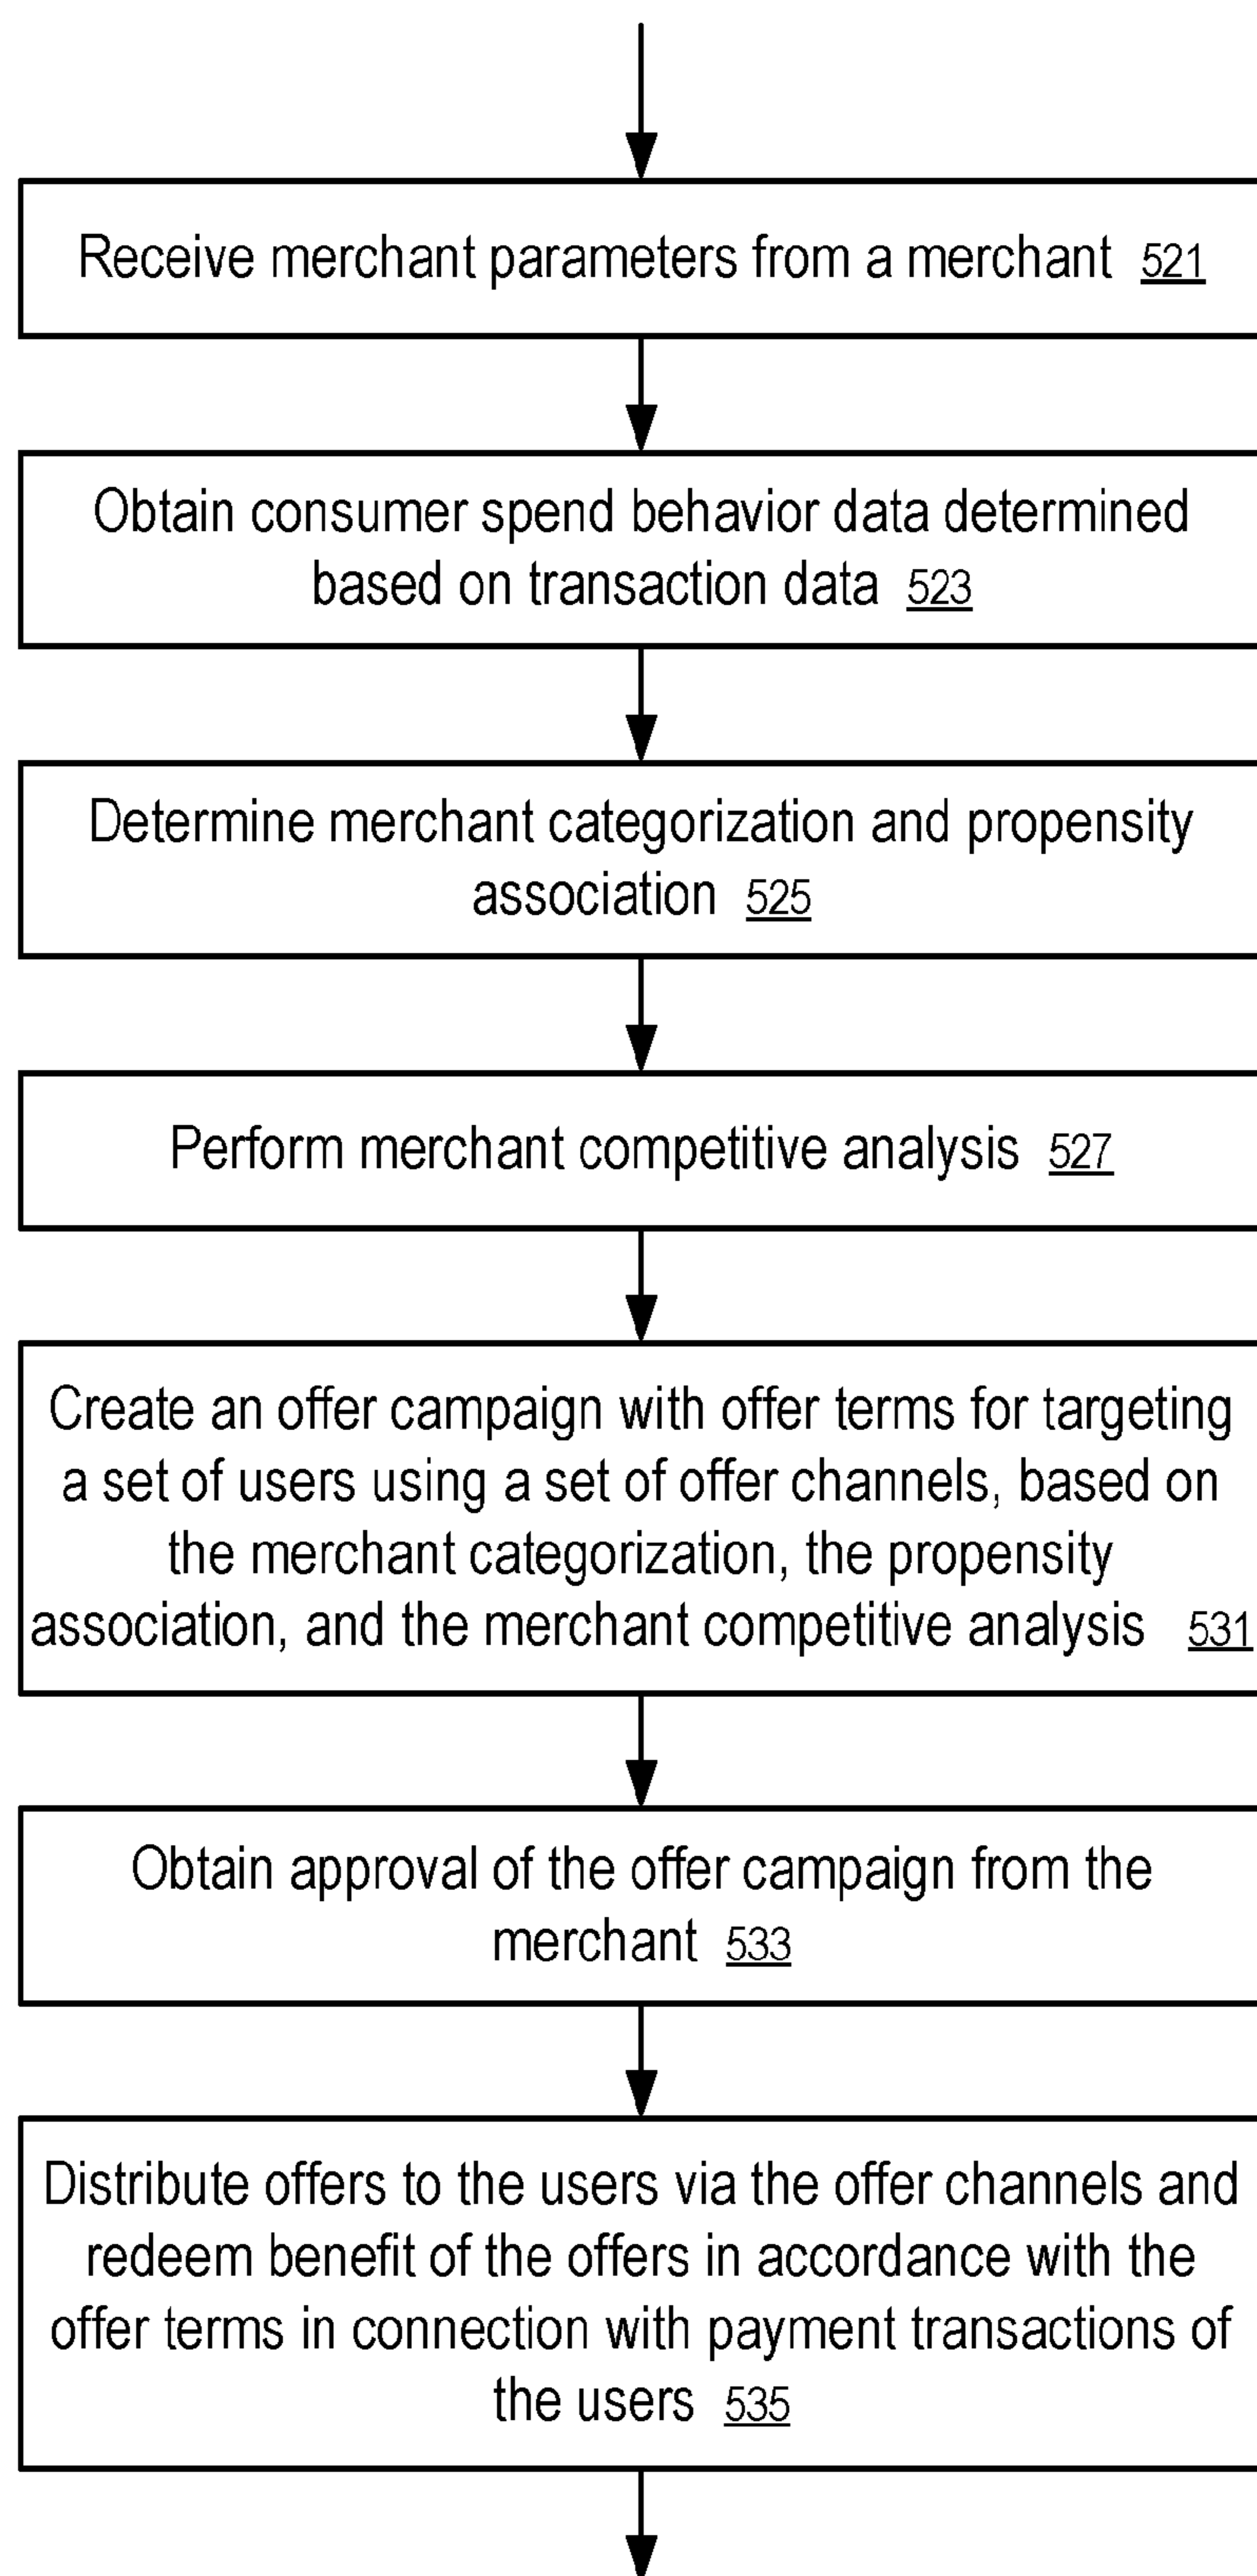 Receive merchant parameters from a merchant 521
Obtain consumer spend behavior data determined
based on transaction data 523
Determine merchant categorization and propensity
association 525
Perform merchant competitive analysis 527
Create an offer campaign with offer terms for targeting
a set of users using a set of offer channels, based on
the merchant categorization, the propensity
association, and the merchant competitive analysis 531
Obtain approval of the offer campaign from the
merchant 533
Distribute offers to the users via the offer channels and
redeem benefit of the offers in accordance with the
offer terms in connection with payment transactions of
the users 535